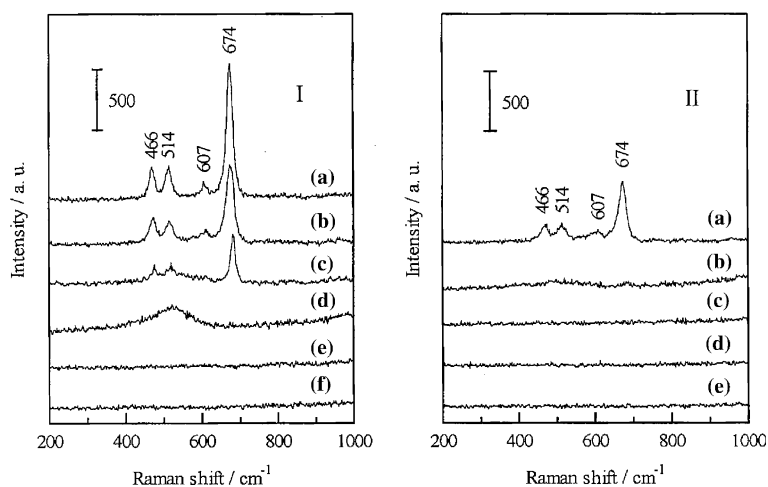 I
500
466
514
607
674
(a)
(b)
(c)
(d)
(e)
(f)
200 400 600 800 1000
Raman shift / cm-1
Intensity / a. u.
II
500
466
514
607
674
(a)
(b)
(c)
(d)
(e)
200 400 600 800 1000
Raman shift / cm-1
Intensity / a. u.